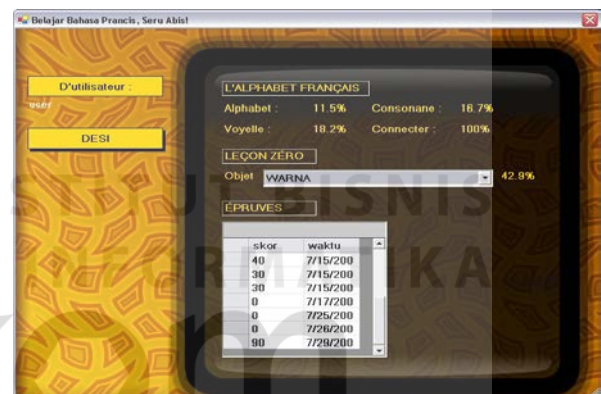 Belajar Bahasa Prancis, Seru Abis!
D'utilisateur :
user
DESI
L'ALPHABET FRANÇAIS
Alphabet : 11.5% Consonane : 16.7%
Voyelle : 18.2% Connecter : 100%
LEÇON ZÉRO
Objet WARNA 42.9%
ÉPRUVES
skor waktu
40 7/15/200
30 7/15/200
30 7/15/200
0 7/17/200
0 7/25/200
0 7/26/200
90 7/29/200
STITUT BISNIS
INFORMATIKA